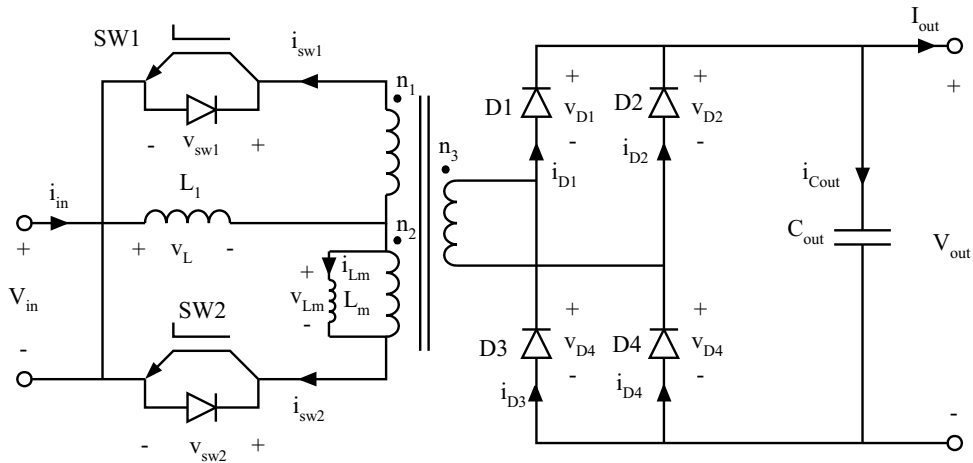 SW1
i_sw1
n_1
- v_sw1 +
L_1
i_in
+ v_L -
+
V_in
-
n_2
+
v_Lm
-
i_Lm
L_m
SW2
i_sw2
- v_sw2 +
n_3
D1
+
v_D1
-
i_D1
D2
+
v_D2
-
i_D2
D3
+
v_D4
-
i_D3
D4
+
v_D4
-
i_D4
I_out
i_Cout
C_out
+
V_out
-